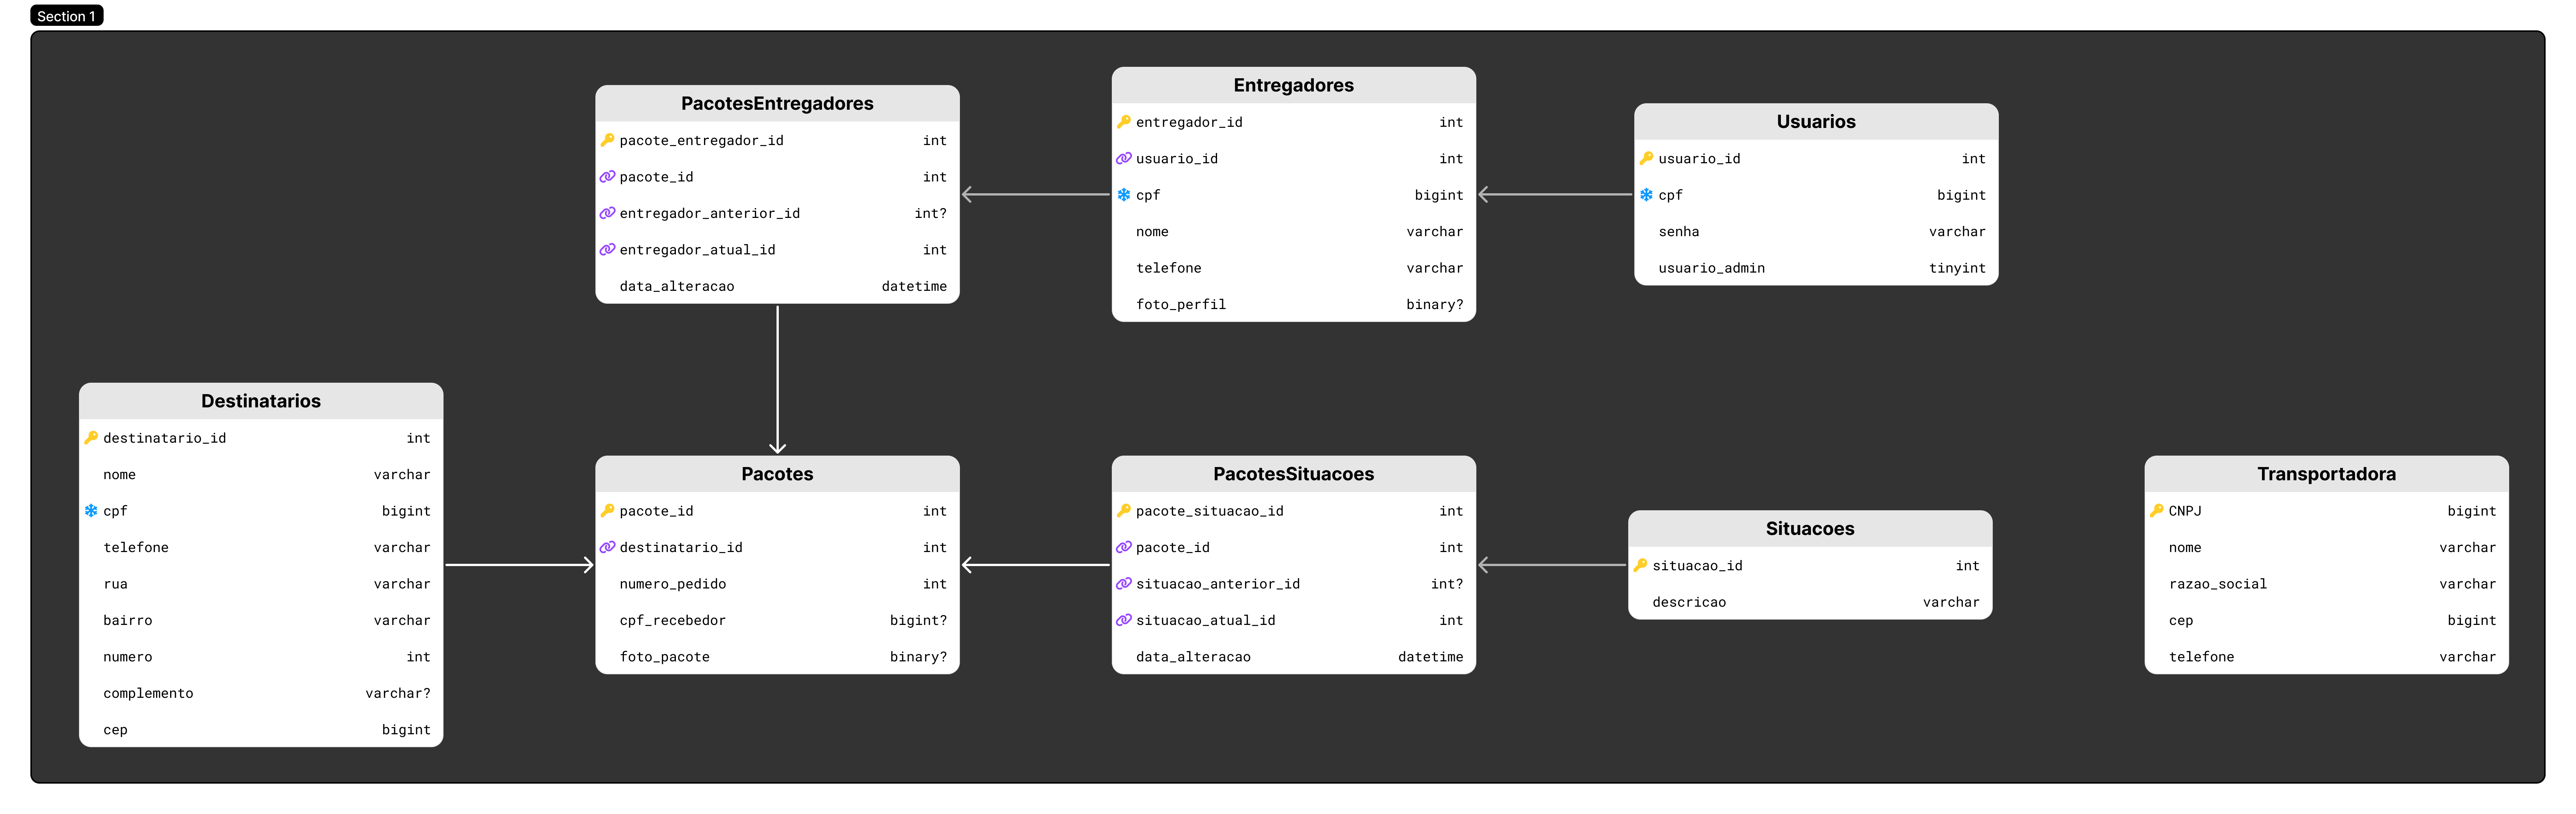 Section 1
PacotesEntregadores
pacote_entregador_id int
pacote_id int
entregador_anterior_id int?
entregador_atual_id int
data_alteracao datetime
Entregadores
entregador_id int
usuario_id int
cpf bigint
nome varchar
telefone varchar
foto_perfil binary?
Usuarios
usuario_id int
cpf bigint
senha varchar
usuario_admin tinyint
Destinatarios
destinatario_id int
nome varchar
cpf bigint
telefone varchar
rua varchar
bairro varchar
numero int
complemento varchar?
cep bigint
Pacotes
pacote_id int
destinatario_id int
numero_pedido int
cpf_recebedor bigint?
foto_pacote binary?
PacotesSituacoes
pacote_situacao_id int
pacote_id int
situacao_anterior_id int?
situacao_atual_id int
data_alteracao datetime
Situacoes
situacao_id int
descricao varchar
Transportadora
CNPJ bigint
nome varchar
razao_social varchar
cep bigint
telefone varchar